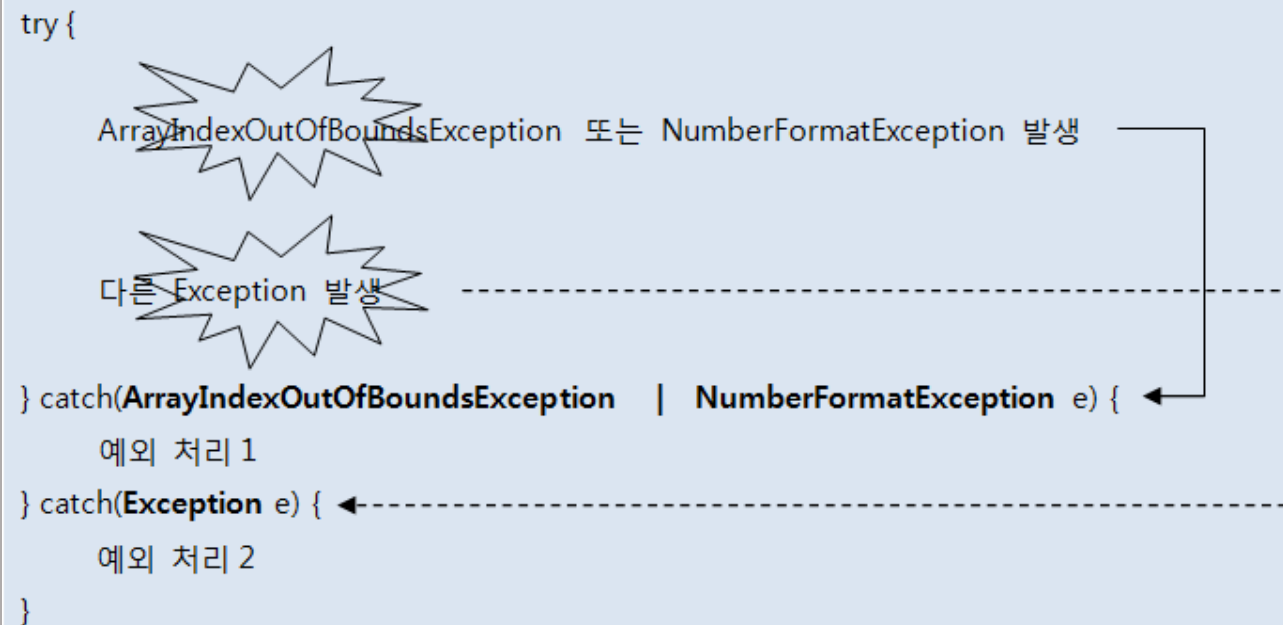 try {
ArrayIndexOutOfBoundsException 또는 NumberFormatException 발생
다른 Exception 발생
} catch(ArrayIndexOutOfBoundsException | NumberFormatException e) {
예외 처리 1
} catch(Exception e) {
예외 처리 2
}